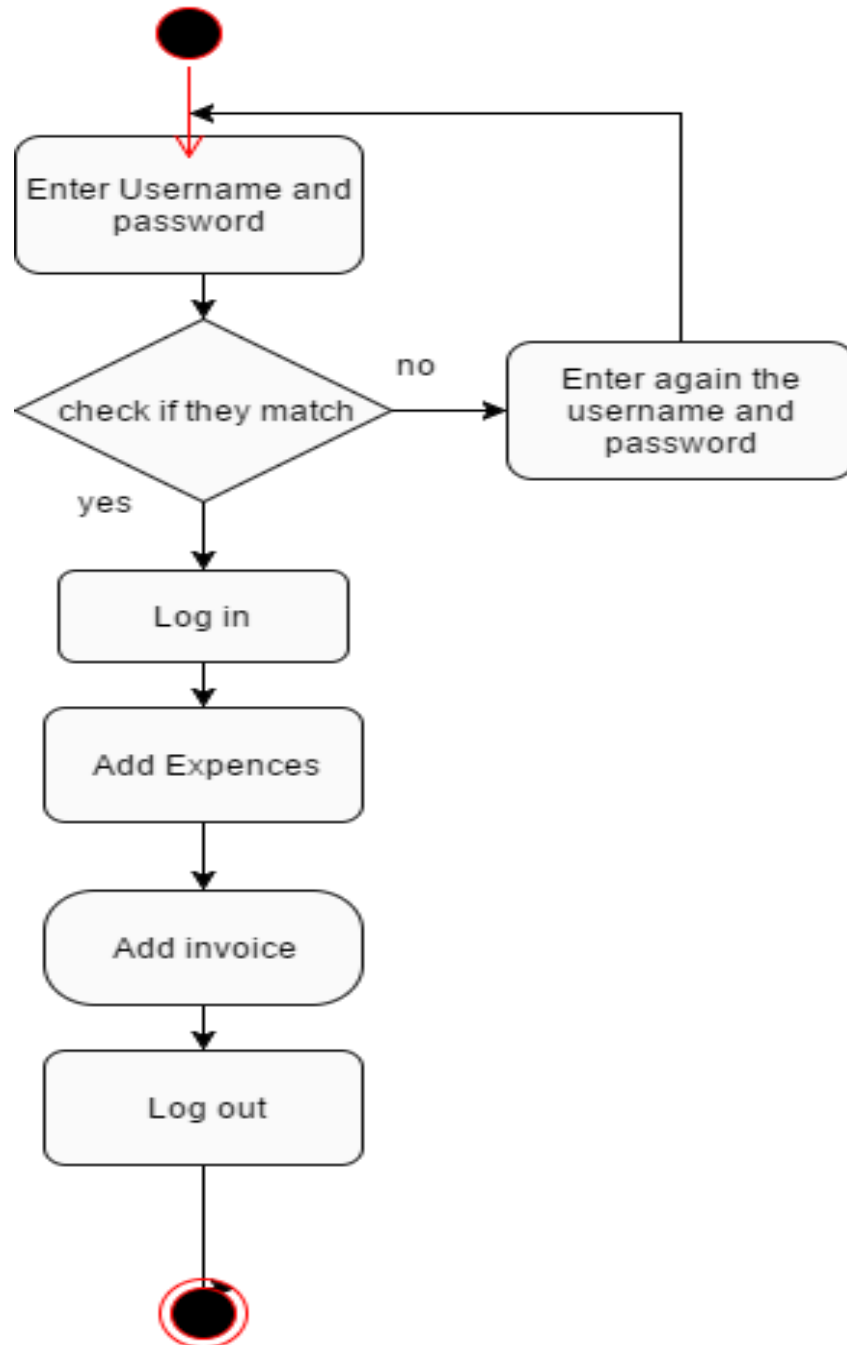 Enter Username and
password
check if they match
no
Enter again the
username and
password
yes
Log in
Add Expences
Add invoice
Log out